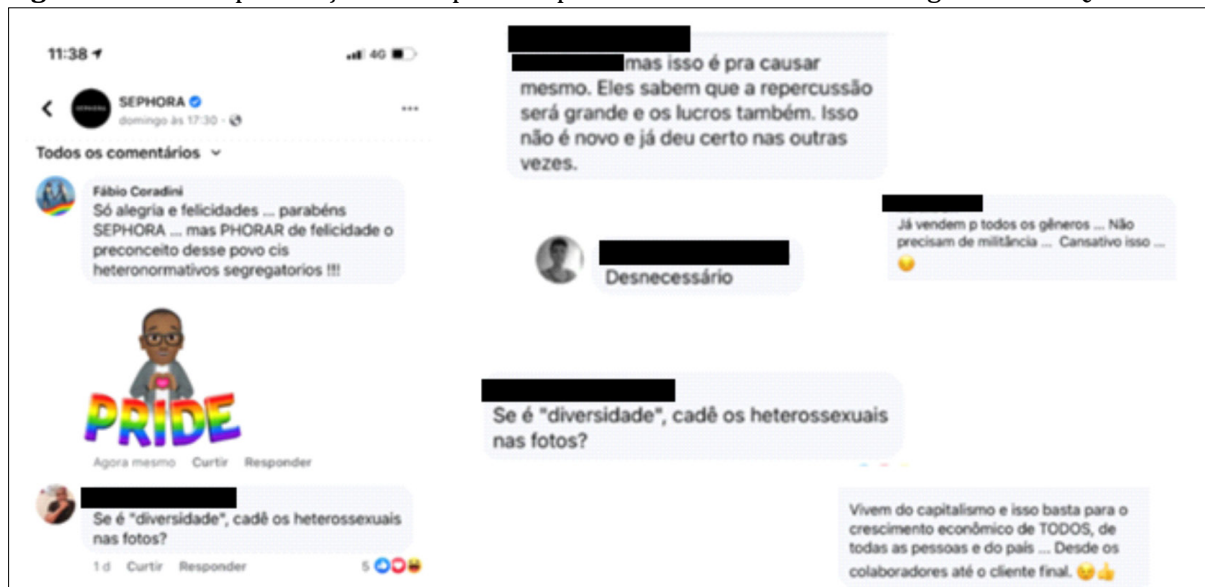 11:38
4G
SEPHORA
domingo às 17:30 ·
Todos os comentários
Fábio Coradini
Só alegria e felicidades ... parabéns
SEPHORA ... mas PHORAR de felicidade o
preconceito desse povo cis
heteronormativos segregatorios !!!
PRIDE
Agora mesmo Curtir Responder
Se é "diversidade", cadê os heterossexuais
nas fotos?
1 d Curtir Responder 5
mas isso é pra causar
mesmo. Eles sabem que a repercussão
será grande e os lucros também. Isso
não é novo e já deu certo nas outras
vezes.
Já vendem p todos os gêneros ... Não
precisam de militância ... Cansativo isso ...
Desnecessário
Se é "diversidade", cadê os heterossexuais
nas fotos?
Vivem do capitalismo e isso basta para o
crescimento econômico de TODOS, de
todas as pessoas e do país ... Desde os
colaboradores até o cliente final.